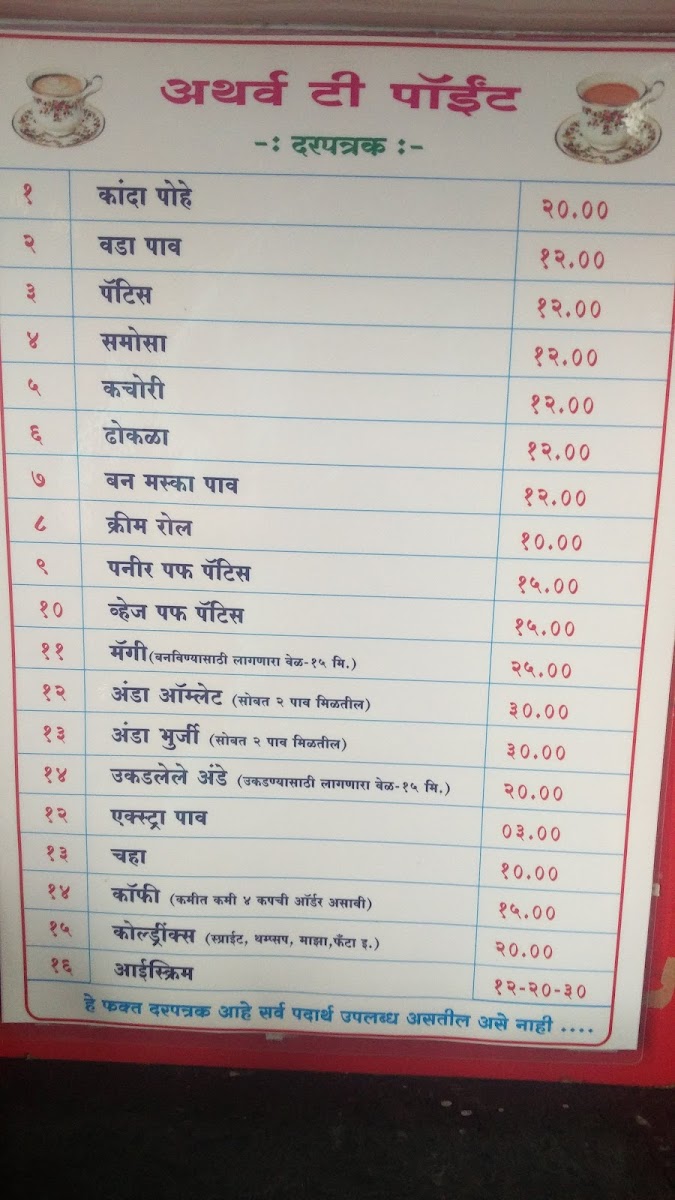 अथर्व टी पॉईंट
-: दरपत्रक :-
१ कांदा पोहे २०.००
२ वडा पाव १२.००
३ पॅटिस १२.००
४ समोसा १२.००
५ कचोरी १२.००
६ ढोकळा १२.००
७ बन मस्का पाव १२.००
८ क्रीम रोल १०.००
९ पनीर पफ पॅटिस १५.००
१० व्हेज पफ पॅटिस १५.००
११ मॅगी (बनविण्यासाठी लागणारा वेळ-१५ मि.) २५.००
१२ अंडा ऑम्लेट (सोबत २ पाव मिळतील) ३०.००
१३ अंडा भुर्जी (सोबत २ पाव मिळतील) ३०.००
१४ उकडलेले अंडे (उकडण्यासाठी लागणारा वेळ-१५ मि.) २०.००
१२ एक्स्ट्रा पाव ०३.००
१३ चहा १०.००
१४ कॉफी (कमीत कमी ४ कपची ऑर्डर असावी) १५.००
१५ कोल्ड्रींक्स (स्प्राईट, थम्सप, माझा,फँटा इ.) २०.००
१६ आईस्क्रिम १२-२०-३०
हे फक्त दरपत्रक आहे सर्व पदार्थ उपलब्ध असतील असे नाही ....